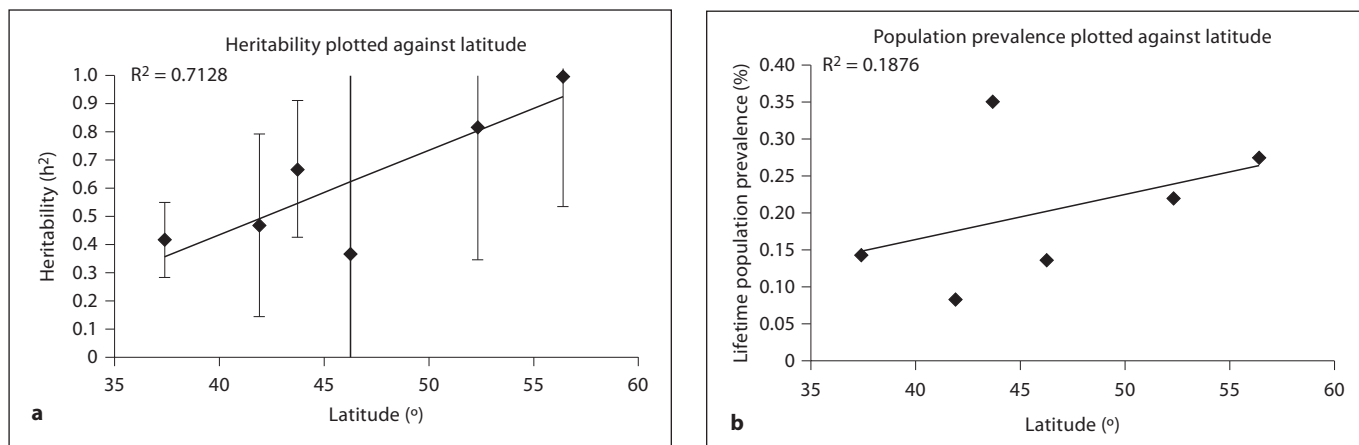 Heritability plotted against latitude
R² = 0.7128
Heritability (h²)
1.0
0.9
0.8
0.7
0.6
0.5
0.4
0.3
0.2
0.1
0
35 40 45 50 55 60
Latitude (º)
a
Population prevalence plotted against latitude
R² = 0.1876
Lifetime population prevalence (%)
0.40
0.35
0.30
0.25
0.20
0.15
0.10
0.05
0
35 40 45 50 55 60
Latitude (º)
b